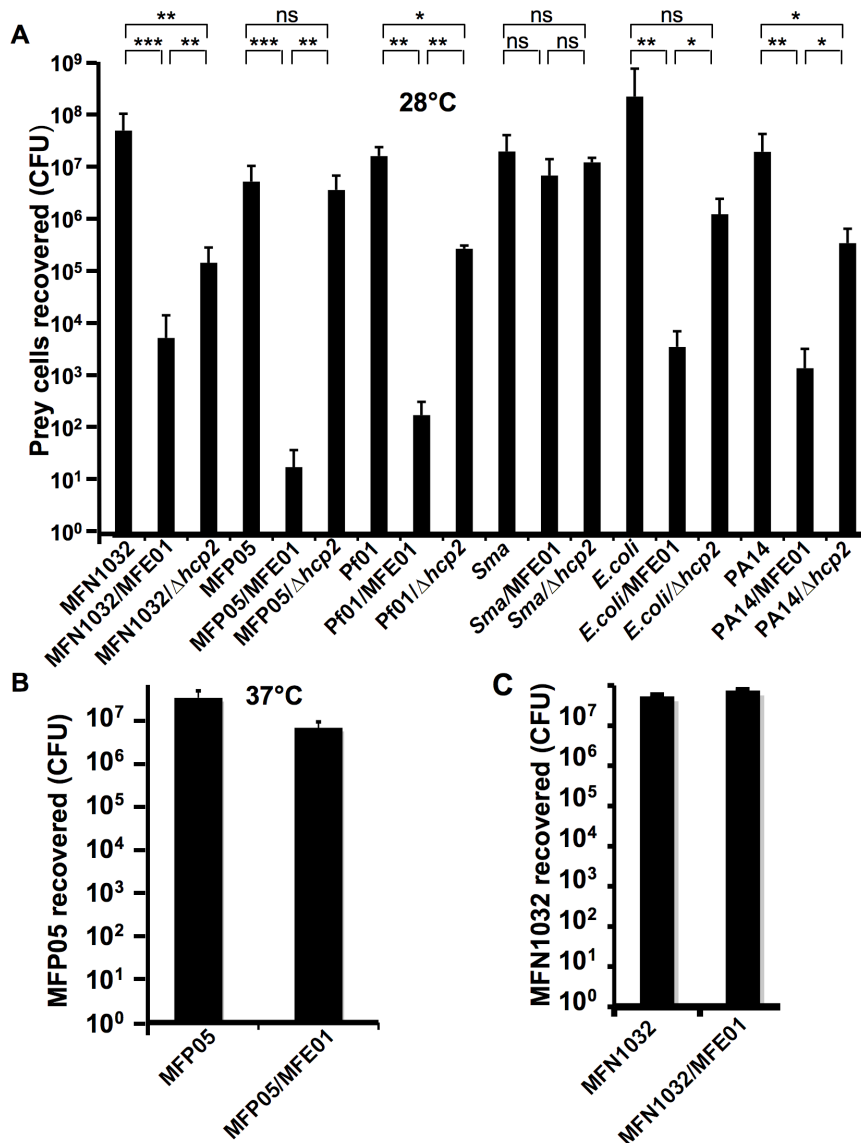 A
** ns * ns ns *
*** ** *** ** ** ** ns ns ** * ** *
28°C
Prey cells recovered (CFU)
10⁹
10⁸
10⁷
10⁶
10⁵
10⁴
10³
10²
10¹
10⁰
MFN1032
MFN1032/MFE01
MFN1032/Δhcp2
MFP05
MFP05/MFE01
MFP05/Δhcp2
Pf01
Pf01/MFE01
Pf01/Δhcp2
Sma
Sma/MFE01
Sma/Δhcp2
E.coli
E.coli/MFE01
E.coli/Δhcp2
PA14
PA14/MFE01
PA14/Δhcp2
B
37°C
MFP05 recovered (CFU)
10⁷
10⁶
10⁵
10⁴
10³
10²
10¹
10⁰
MFP05
MFP05/MFE01
C
MFN1032 recovered (CFU)
10⁷
10⁶
10⁵
10⁴
10³
10²
10¹
10⁰
MFN1032
MFN1032/MFE01